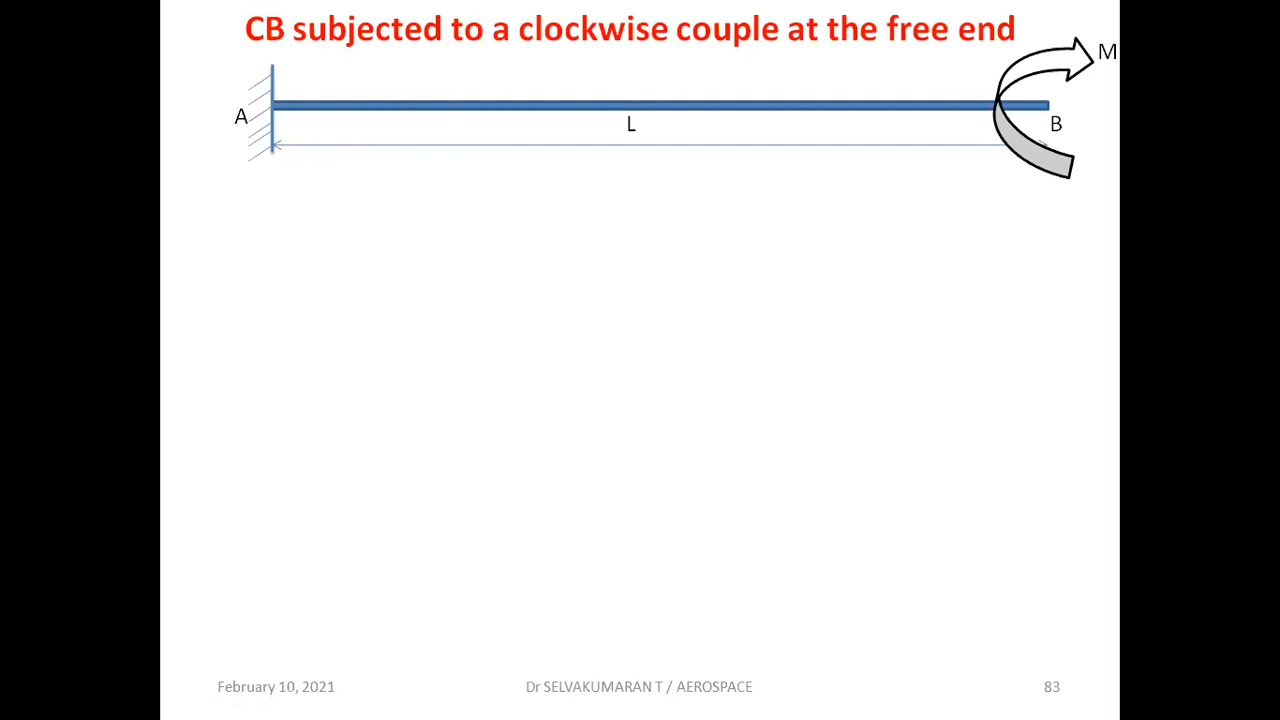 CB subjected to a clockwise couple at the free end
M
A
L
B
February 10, 2021
Dr SELVAKUMARAN T / AEROSPACE
83